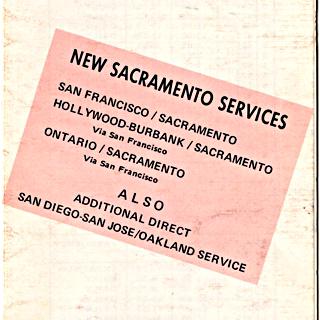 NEW SACRAMENTO SERVICES
SAN FRANCISCO / SACRAMENTO
HOLLYWOOD-BURBANK / SACRAMENTO
Via San Francisco
ONTARIO / SACRAMENTO
Via San Francisco
ALSO
ADDITIONAL DIRECT
SAN DIEGO-SAN JOSE/OAKLAND SERVICE